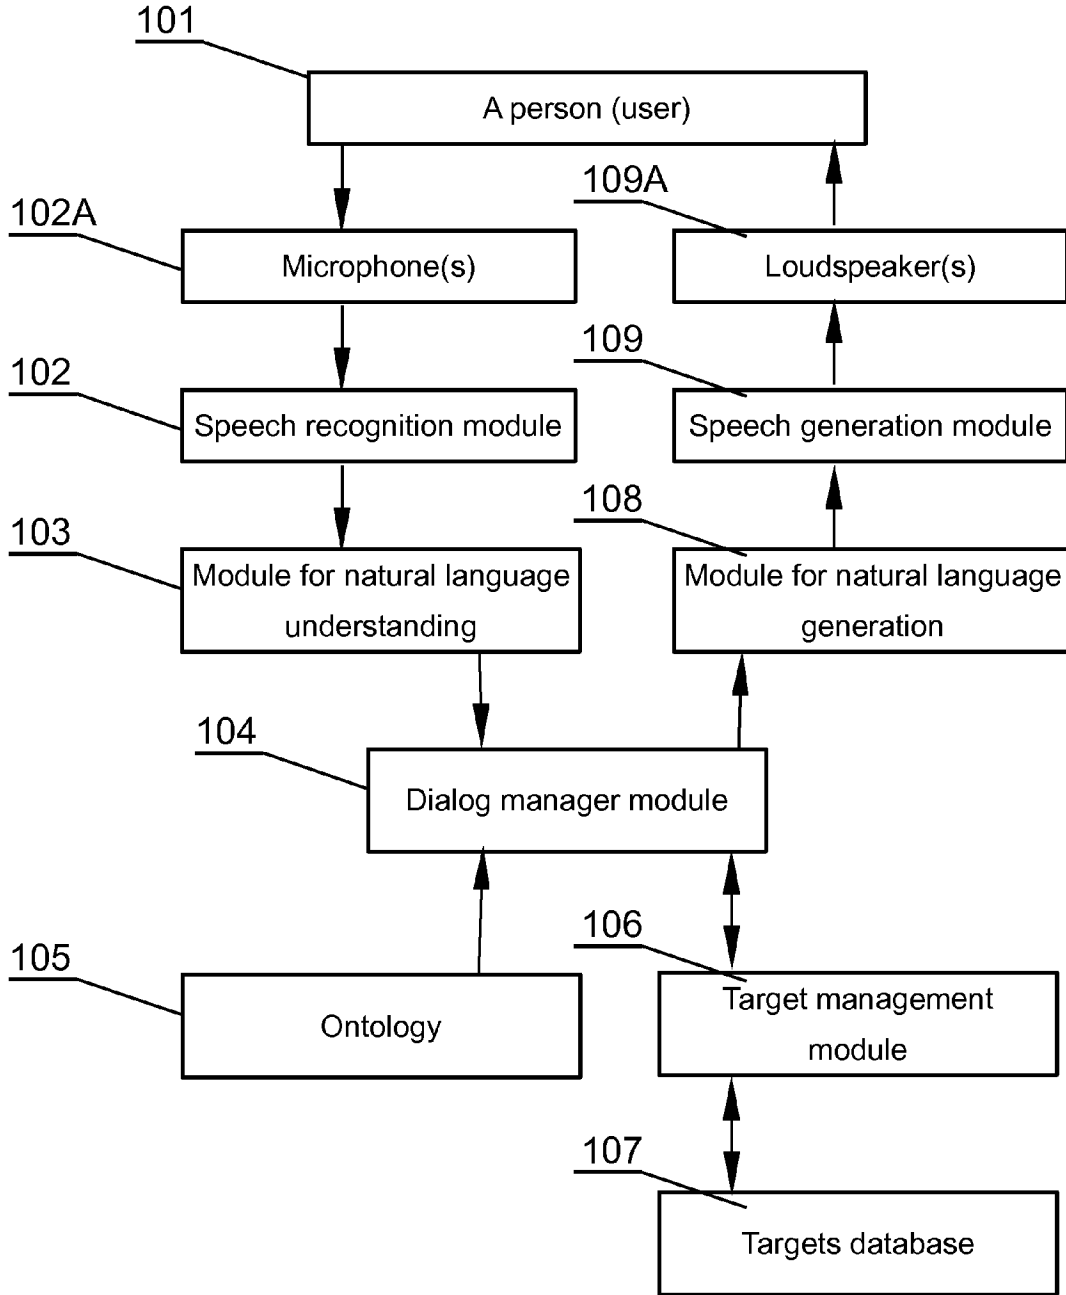 101
A person (user)
102A
109A
Microphone(s)
Loudspeaker(s)
102
109
Speech recognition module
Speech generation module
103
108
Module for natural language
understanding
Module for natural language
generation
104
Dialog manager module
105
106
Ontology
Target management
module
107
Targets database